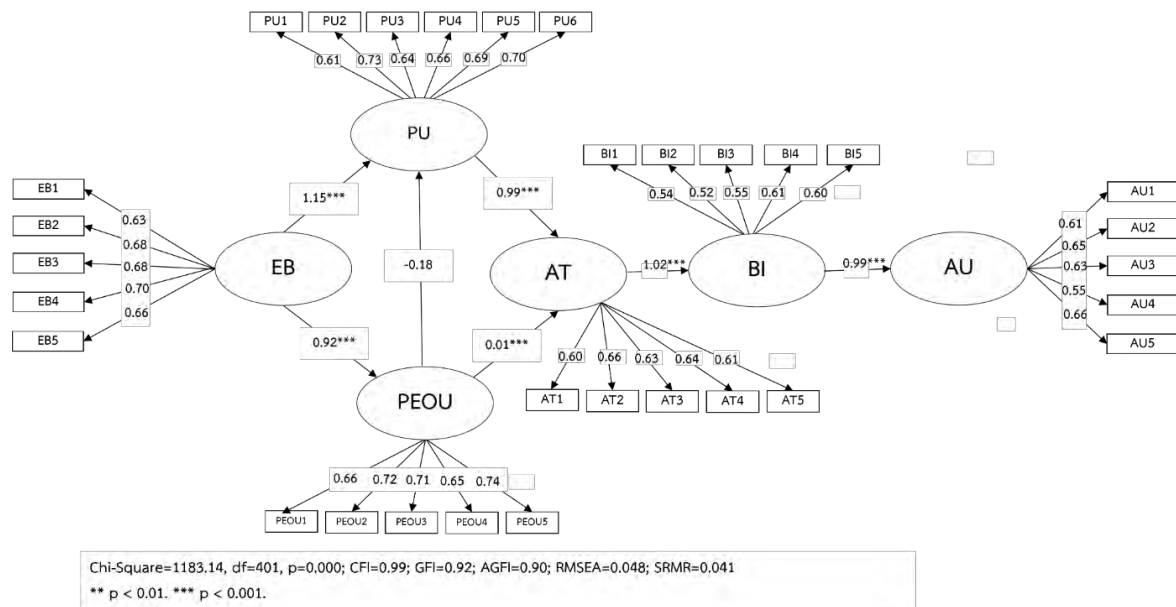 PU1 PU2 PU3 PU4 PU5 PU6
0.61 0.73 0.64 0.66 0.69 0.70
PU
BI1 BI2 BI3 BI4 BI5
0.54 0.52 0.55 0.61 0.60
EB1
EB2
EB3
EB4
EB5
0.63
0.68
0.68
0.70
0.66
1.15***
0.99***
EB
-0.18
AT
1.02***
BI
0.99***
AU
0.61
0.65
0.63
0.55
0.66
AU1
AU2
AU3
AU4
AU5
0.92***
0.01***
0.60 0.66 0.63 0.64 0.61
AT1 AT2 AT3 AT4 AT5
PEOU
0.66 0.72 0.71 0.65 0.74
PEOU1 PEOU2 PEOU3 PEOU4 PEOU5
Chi-Square=1183.14, df=401, p=0.000; CFI=0.99; GFI=0.92; AGFI=0.90; RMSEA=0.048; SRMR=0.041
** p < 0.01. *** p < 0.001.